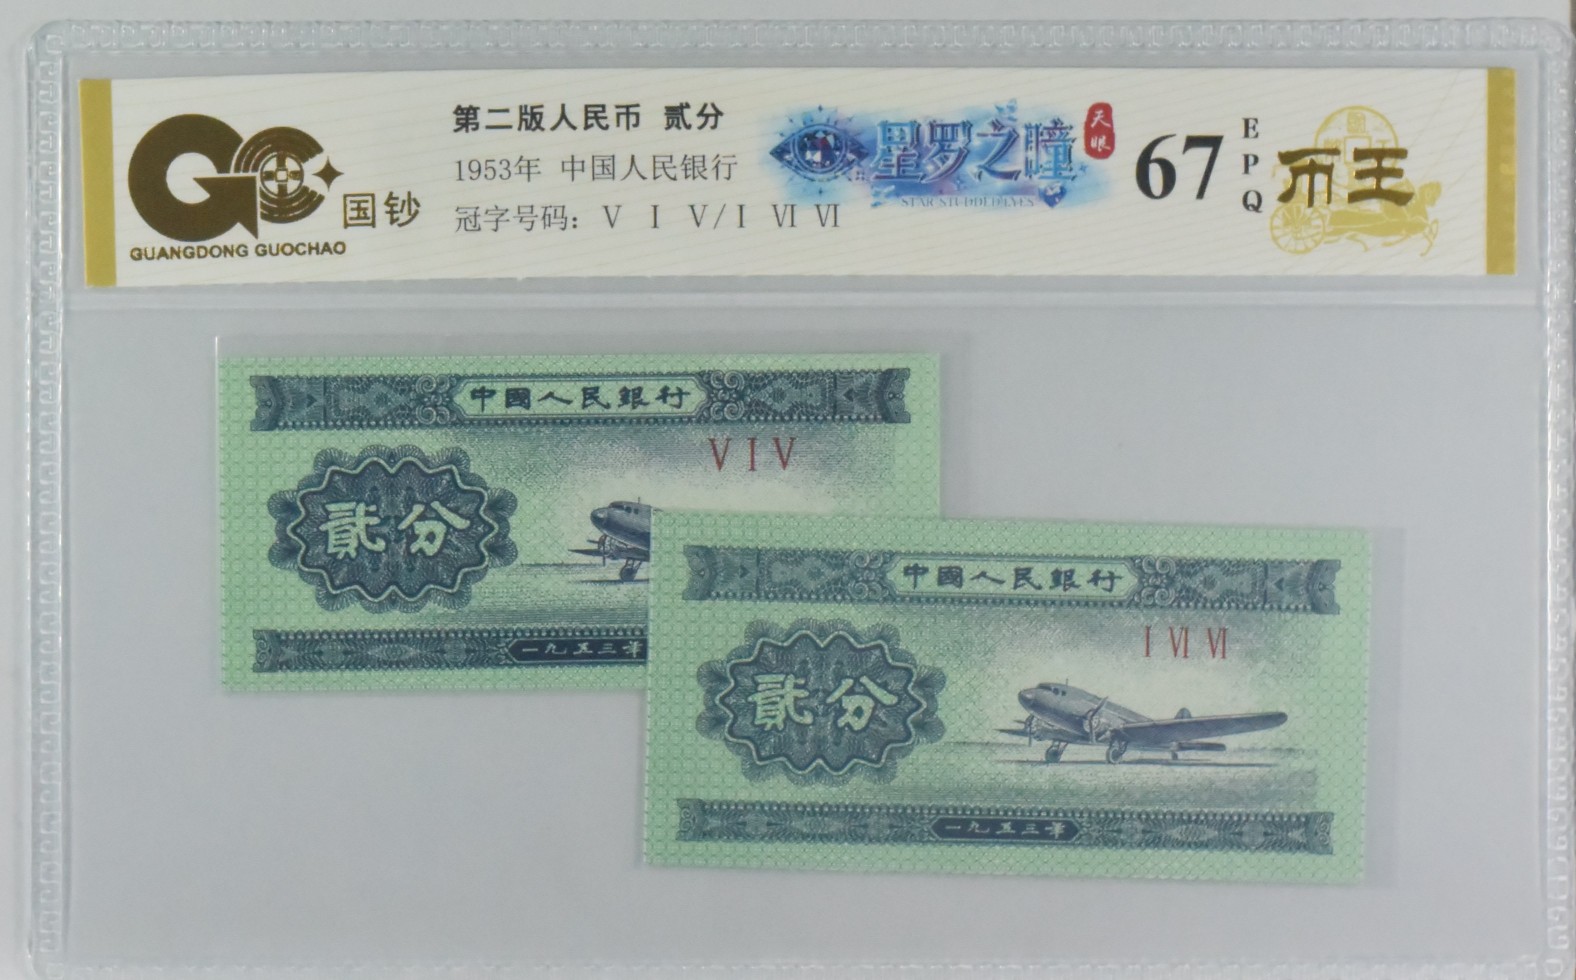 GC
国钞
GUANGDONG GUOCHAO
第二版人民币 贰分
1953年 中国人民银行
冠字号码：Ⅴ Ⅰ Ⅴ/Ⅰ Ⅵ Ⅵ
星罗之瞳
天眼
STAR STUDDED EYES
67
EPQ
币王
中國人民銀行
ⅤⅠⅤ
貳分
一九五三年
中國人民銀行
Ⅰ Ⅵ Ⅵ
貳分
一九五三年